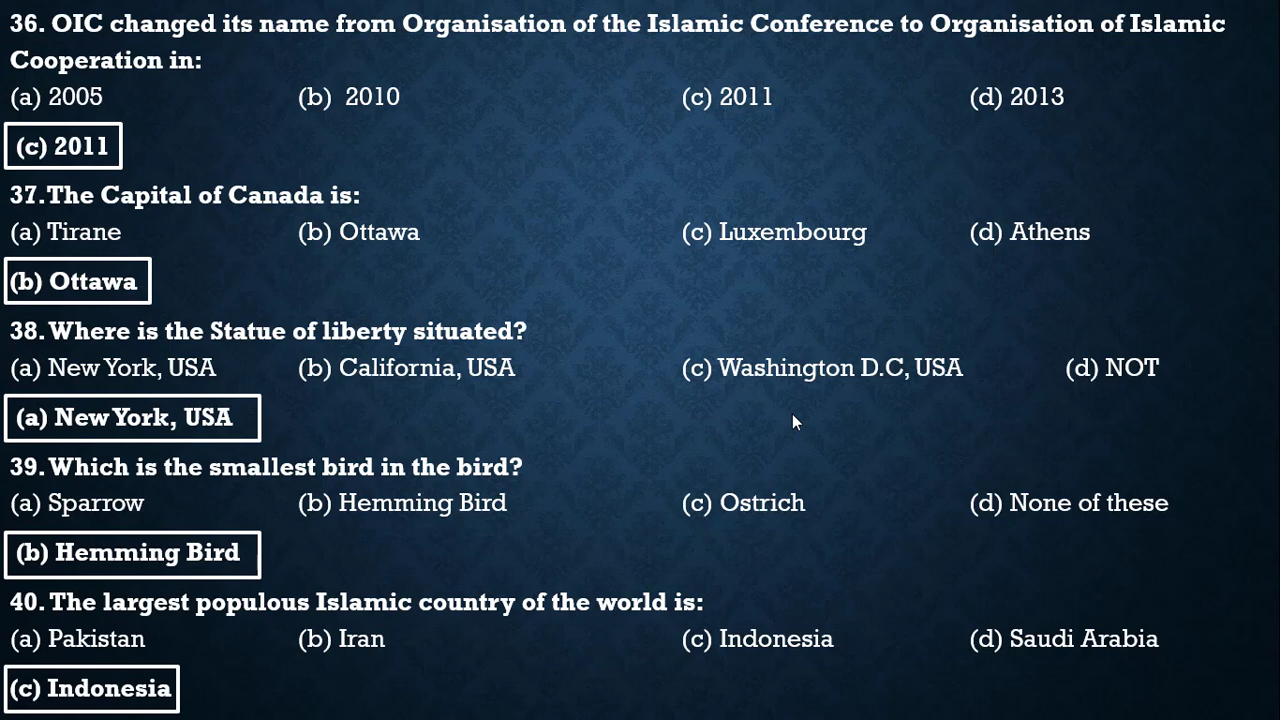 36. OIC changed its name from Organisation of the Islamic Conference to Organisation of Islamic
Cooperation in:
(a) 2005 (b) 2010 (c) 2011 (d) 2013
(c) 2011
37.The Capital of Canada is:
(a) Tirane (b) Ottawa (c) Luxembourg (d) Athens
(b) Ottawa
38. Where is the Statue of liberty situated?
(a) New York, USA (b) California, USA (c) Washington D.C, USA (d) NOT
(a) New York, USA
39. Which is the smallest bird in the bird?
(a) Sparrow (b) Hemming Bird (c) Ostrich (d) None of these
(b) Hemming Bird
40. The largest populous Islamic country of the world is:
(a) Pakistan (b) Iran (c) Indonesia (d) Saudi Arabia
(c) Indonesia